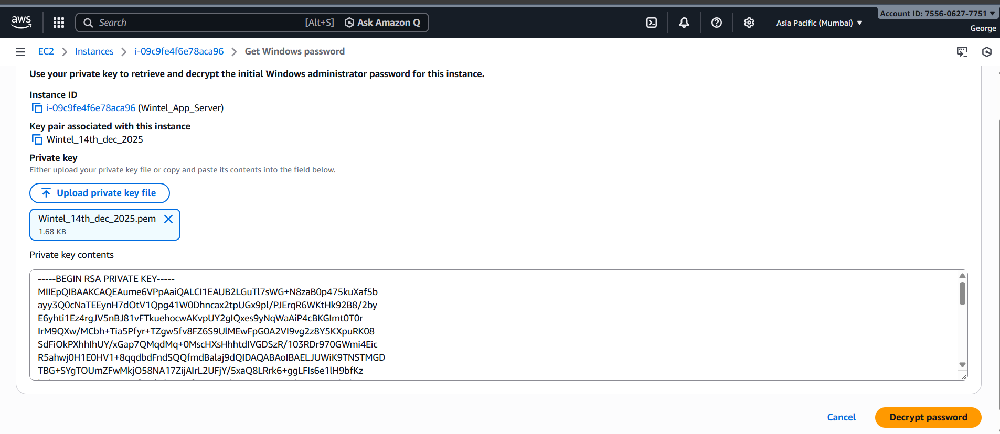 aws
Search [Alt+S] Ask Amazon Q
Asia Pacific (Mumbai)
Account ID: 7556-0627-7751
George
EC2 > Instances > i-09c9fe4f6e78aca96 > Get Windows password
Use your private key to retrieve and decrypt the initial Windows administrator password for this instance.
Instance ID
i-09c9fe4f6e78aca96 (Wintel_App_Server)
Key pair associated with this instance
Wintel_14th_dec_2025
Private key
Either upload your private key file or copy and paste its contents into the field below.
Upload private key file
Wintel_14th_dec_2025.pem
1.68 KB
Private key contents
-----BEGIN RSA PRIVATE KEY-----
MIIEpQIBAAKCAQEAume6VPpAaiQALCI1EAUB2LGuTl7sWG+N8zaB0p475kuXaf5b
ayy3Q0cNaTEEynH7dOtV1Qpg41W0Dhncax2tpUGx9pl/PJErqR6WKtHk92B8/2by
E6yhti1Ez4rgJV5nBJ81vFTkuehocwAKvpUY2gIQxes9yNqWaAiP4cBKGImt0T0r
IrM9QXw/MCbh+Tia5Pfyr+TZgw5fv8FZ6S9UlMEwFpG0A2VI9vg2z8Y5KXpuRK08
SdFiOkPXhhIhUY/xGap7QMqdMq+0MscHXsHhhtdIVGDSzR/103RDr970GWmi4Eic
R5ahwj0H1E0HV1+8qqdbdFndSQQfmdBalaj9dQIDAQABAoIBAELJUWiK9TNSTMGD
TBG+SYgTOUmZFwMkjO58NA17ZijAIrL2UFjY/5xaQ8LRrk6+ggLFIs6e1lH9bfKz
Cancel
Decrypt password